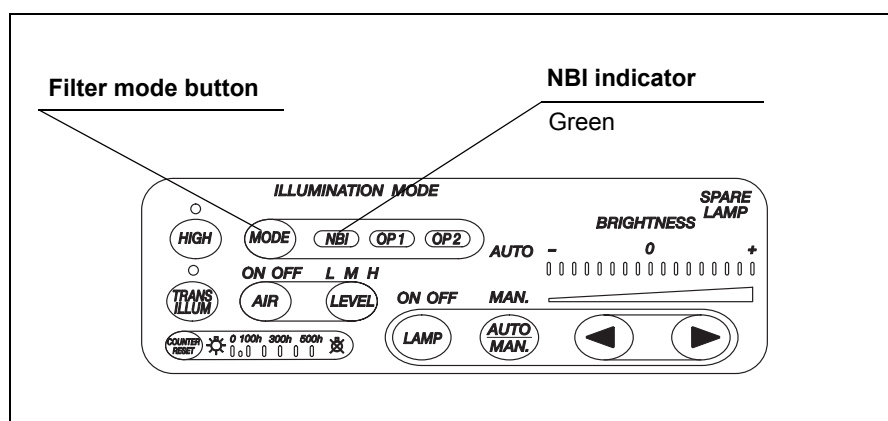 Filter mode button
NBI indicator
Green
ILLUMINATION MODE
SPARE
LAMP
HIGH
MODE
NBI
OP1
OP2
BRIGHTNESS
AUTO
- 0 +
TRANS
ILLUM
ON OFF
L M H
AIR
LEVEL
ON OFF
MAN.
COUNTER
RESET
0 100h 300h 500h
LAMP
AUTO
MAN.